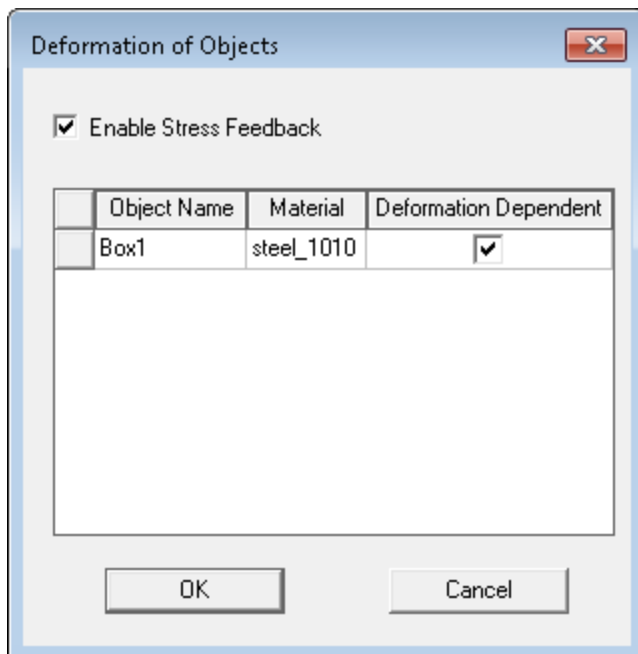 Deformation of Objects
Enable Stress Feedback
Object Name Material Deformation Dependent
Box1 steel_1010
OK Cancel